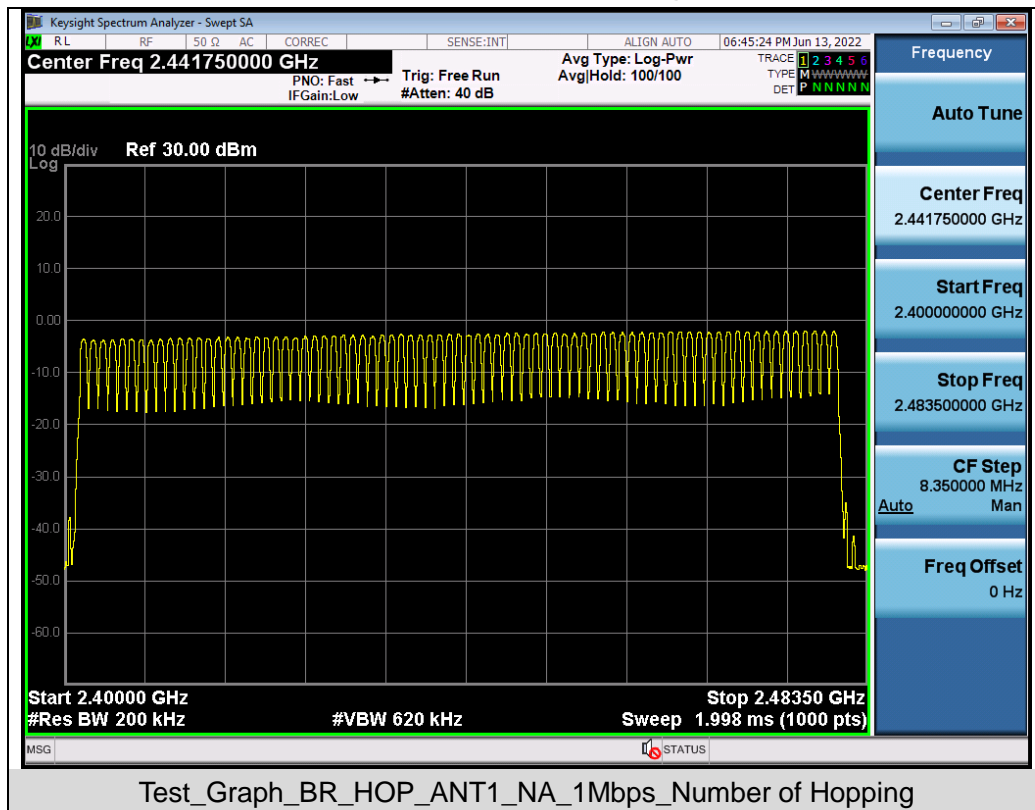 Keysight Spectrum Analyzer - Swept SA
LXI RL RF 50 Ω AC CORREC SENSE:INT ALIGN AUTO 06:45:24 PM Jun 13, 2022
Center Freq 2.441750000 GHz
PNO: Fast
IFGain:Low
Trig: Free Run
#Atten: 40 dB
Avg Type: Log-Pwr
Avg|Hold: 100/100
TRACE 1 2 3 4 5 6
TYPE M WWWWW
DET P N N N N N
10 dB/div Ref 30.00 dBm
Log
20.0
10.0
0.00
-10.0
-20.0
-30.0
-40.0
-50.0
-60.0
Start 2.40000 GHz Stop 2.48350 GHz
#Res BW 200 kHz #VBW 620 kHz Sweep 1.998 ms (1000 pts)
MSG STATUS
Frequency
Auto Tune
Center Freq
2.441750000 GHz
Start Freq
2.400000000 GHz
Stop Freq
2.483500000 GHz
CF Step
8.350000 MHz
Auto Man
Freq Offset
0 Hz
Test_Graph_BR_HOP_ANT1_NA_1Mbps_Number of Hopping